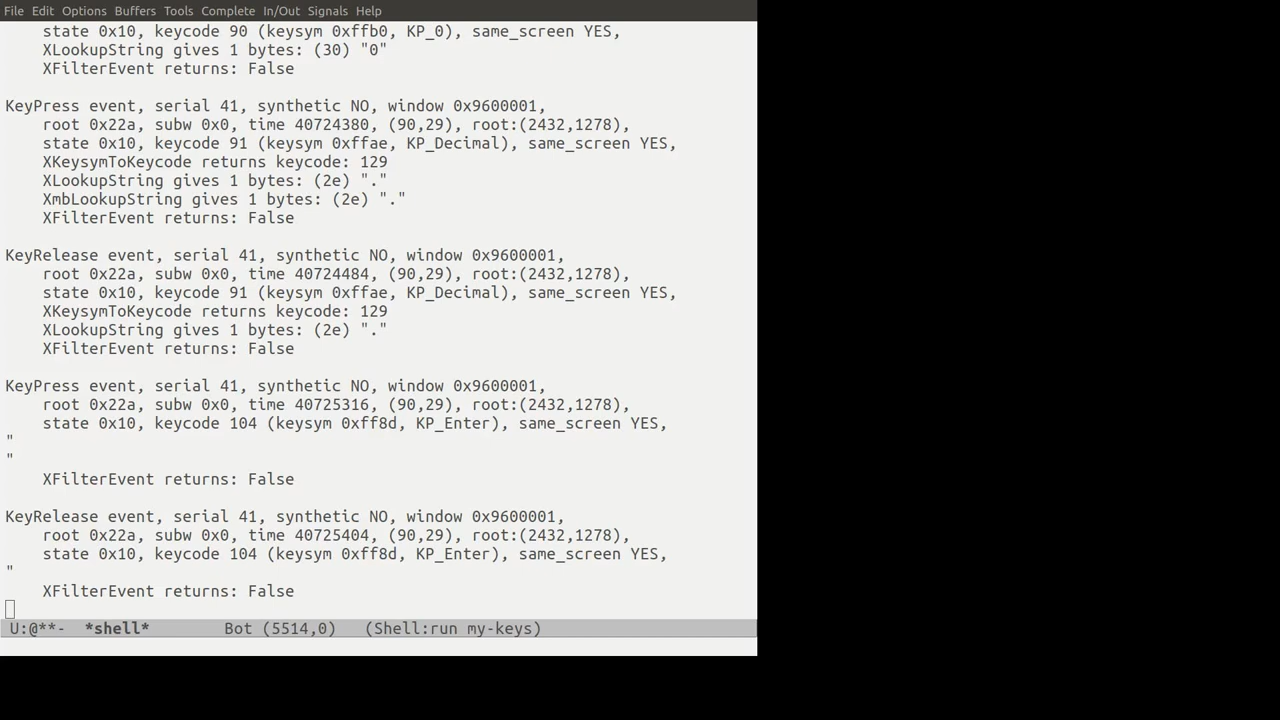 File Edit Options Buffers Tools Complete In/Out Signals Help
state 0x10, keycode 90 (keysym 0xffb0, KP_0), same_screen YES,
XLookupString gives 1 bytes: (30) "0"
XFilterEvent returns: False
KeyPress event, serial 41, synthetic NO, window 0x9600001,
root 0x22a, subw 0x0, time 40724380, (90,29), root:(2432,1278),
state 0x10, keycode 91 (keysym 0xffae, KP_Decimal), same_screen YES,
XKeysymToKeycode returns keycode: 129
XLookupString gives 1 bytes: (2e) "."
XmbLookupString gives 1 bytes: (2e) "."
XFilterEvent returns: False
KeyRelease event, serial 41, synthetic NO, window 0x9600001,
root 0x22a, subw 0x0, time 40724484, (90,29), root:(2432,1278),
state 0x10, keycode 91 (keysym 0xffae, KP_Decimal), same_screen YES,
XKeysymToKeycode returns keycode: 129
XLookupString gives 1 bytes: (2e) "."
XFilterEvent returns: False
KeyPress event, serial 41, synthetic NO, window 0x9600001,
root 0x22a, subw 0x0, time 40725316, (90,29), root:(2432,1278),
state 0x10, keycode 104 (keysym 0xff8d, KP_Enter), same_screen YES,
"
"
XFilterEvent returns: False
KeyRelease event, serial 41, synthetic NO, window 0x9600001,
root 0x22a, subw 0x0, time 40725404, (90,29), root:(2432,1278),
state 0x10, keycode 104 (keysym 0xff8d, KP_Enter), same_screen YES,
"
XFilterEvent returns: False
U:@**- *shell* Bot (5514,0) (Shell:run my-keys)